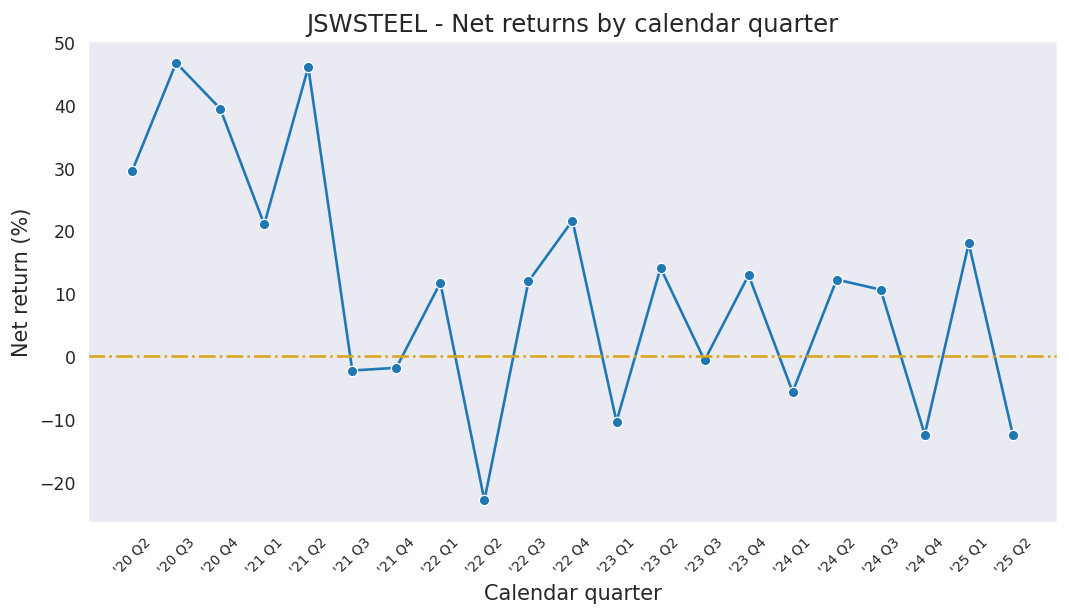 JSWSTEEL - Net returns by calendar quarter
Net return (%)
50
40
30
20
10
0
−10
−20
'20 Q2
'20 Q3
'20 Q4
'21 Q1
'21 Q2
'21 Q3
'21 Q4
'22 Q1
'22 Q2
'22 Q3
'22 Q4
'23 Q1
'23 Q2
'23 Q3
'23 Q4
'24 Q1
'24 Q2
'24 Q3
'24 Q4
'25 Q1
'25 Q2
Calendar quarter